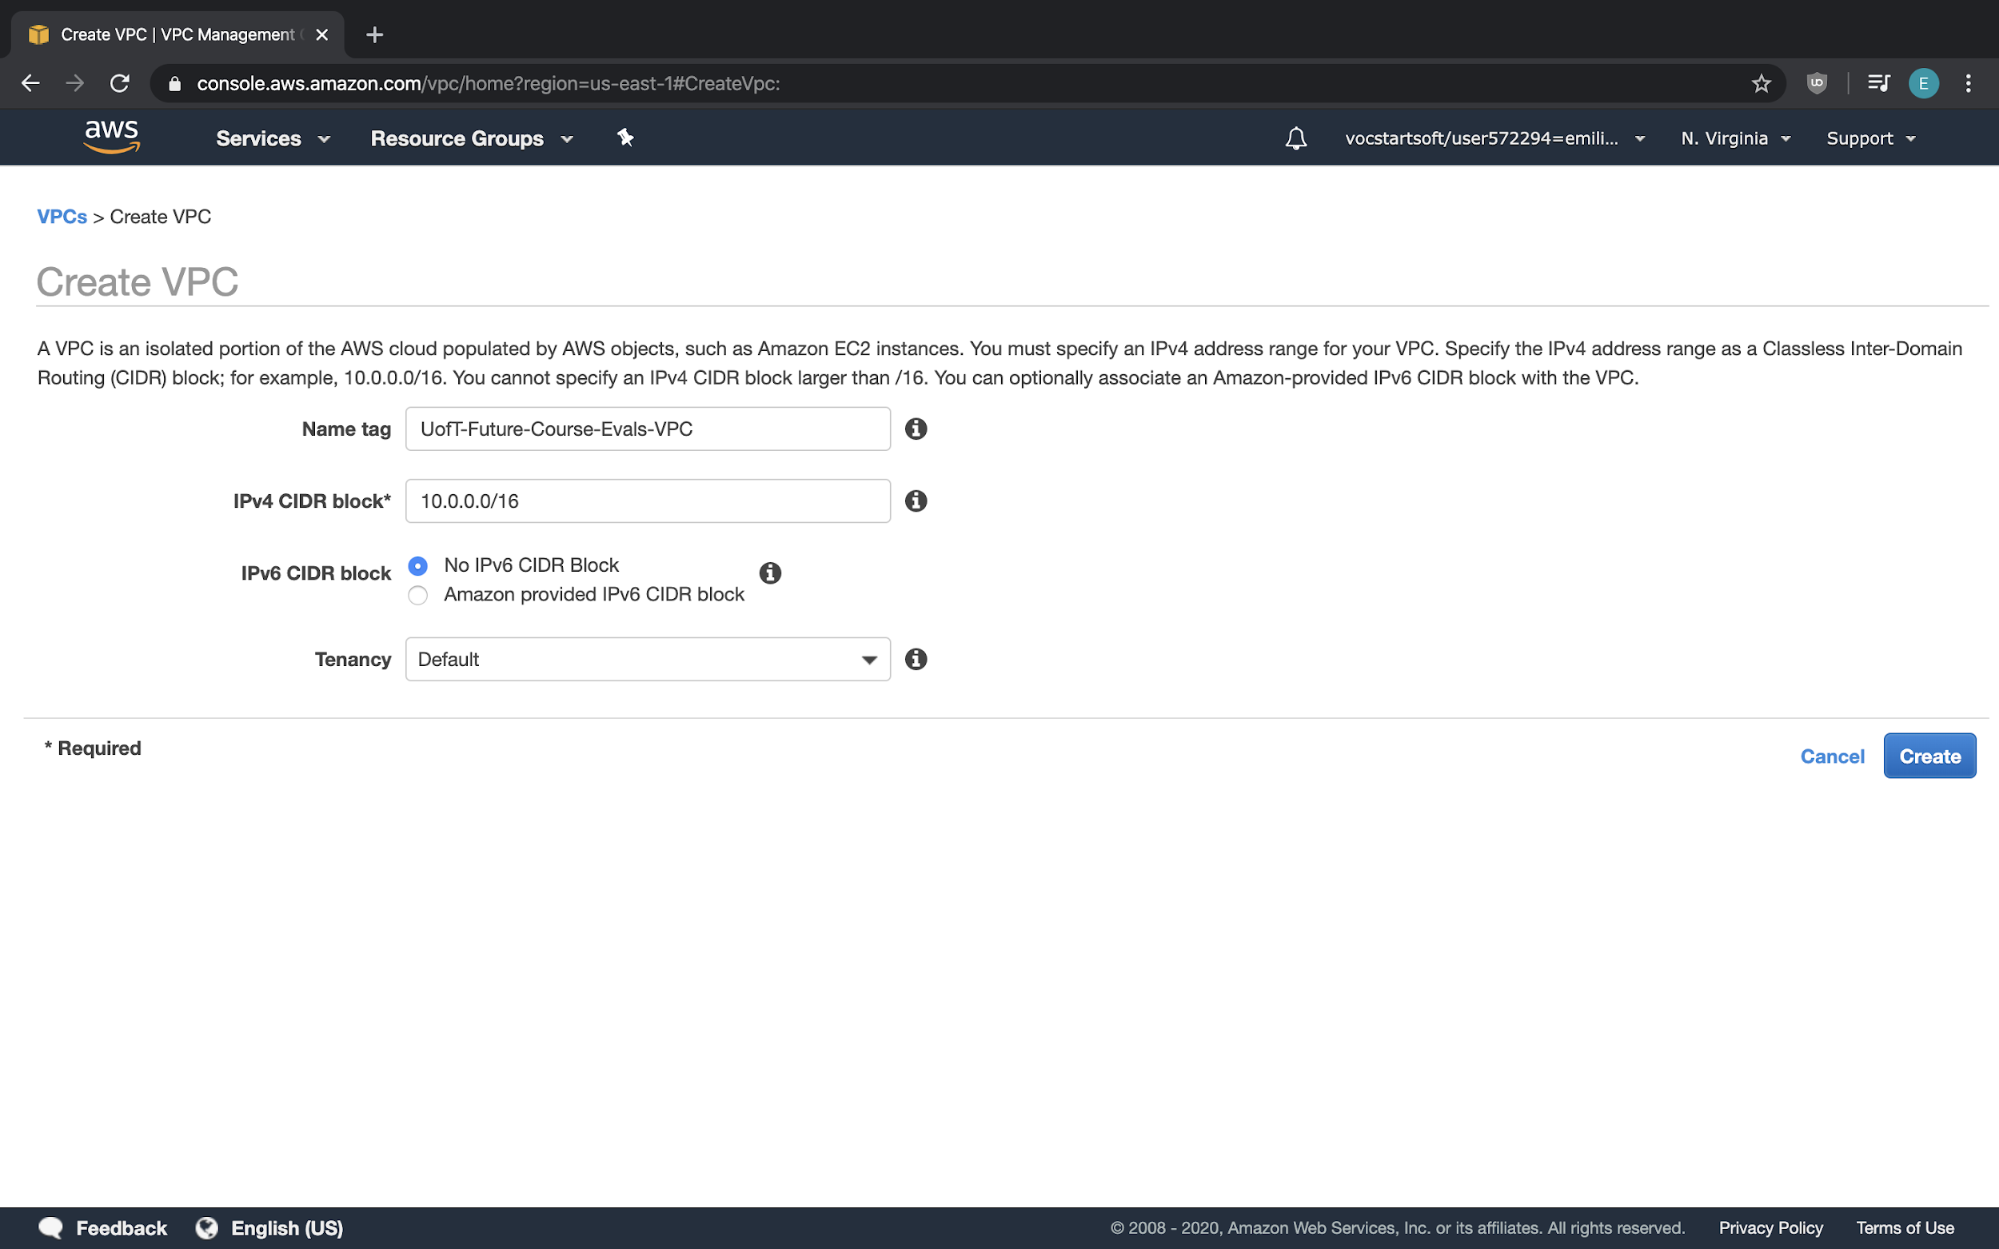 Create VPC | VPC Management
console.aws.amazon.com/vpc/home?region=us-east-1#CreateVpc:
E
aws
Services
Resource Groups
vocstartsoft/user572294=emili...
N. Virginia
Support
VPCs > Create VPC
Create VPC
A VPC is an isolated portion of the AWS cloud populated by AWS objects, such as Amazon EC2 instances. You must specify an IPv4 address range for your VPC. Specify the IPv4 address range as a Classless Inter-Domain
Routing (CIDR) block; for example, 10.0.0.0/16. You cannot specify an IPv4 CIDR block larger than /16. You can optionally associate an Amazon-provided IPv6 CIDR block with the VPC.
Name tag
UofT-Future-Course-Evals-VPC
IPv4 CIDR block*
10.0.0.0/16
IPv6 CIDR block
No IPv6 CIDR Block
Amazon provided IPv6 CIDR block
Tenancy
Default
* Required
Cancel
Create
Feedback
English (US)
© 2008 - 2020, Amazon Web Services, Inc. or its affiliates. All rights reserved.
Privacy Policy
Terms of Use